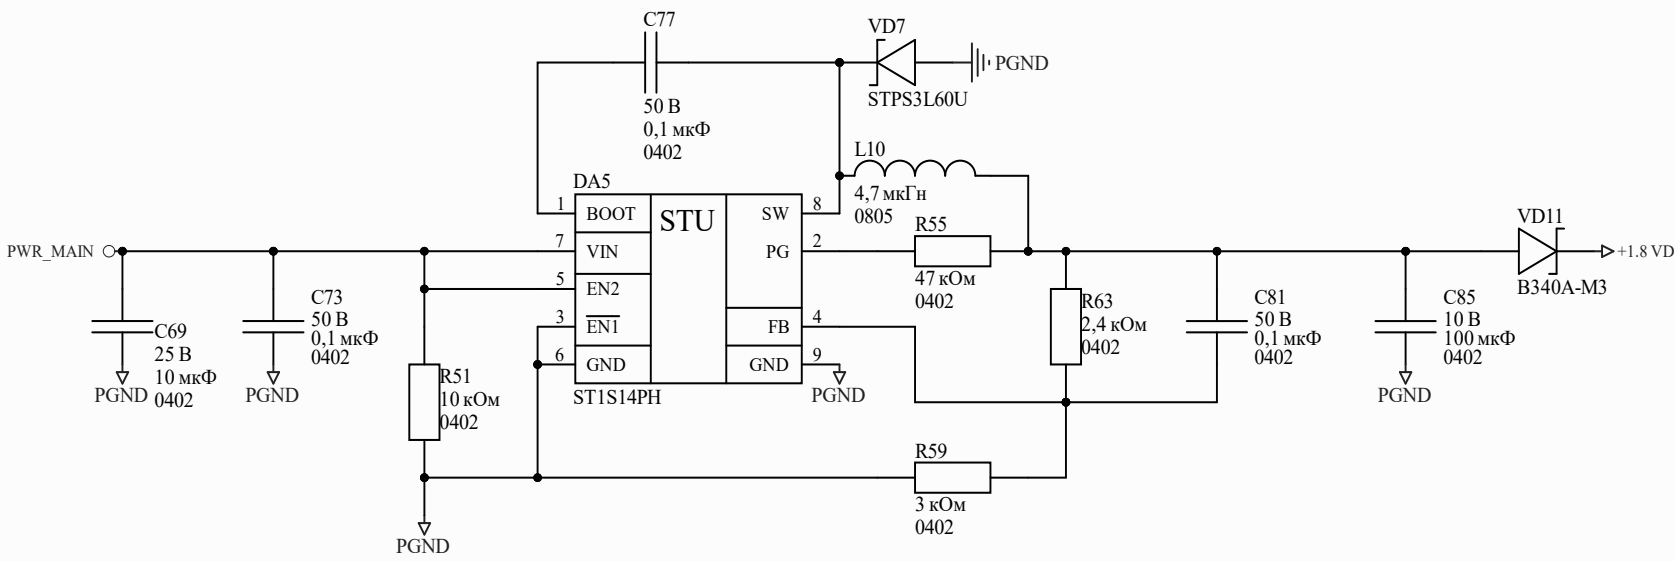 C77
50 В
0,1 мкФ
0402
VD7
STPS3L60U
PGND
L10
4,7 мкГн
0805
DA5
STU
1
BOOT
7
VIN
5
EN2
3
EN1
6
GND
SW
8
PG
2
FB
4
GND
9
ST1S14PH
PGND
PWR_MAIN
C69
25 В
10 мкФ
0402
PGND
C73
50 В
0,1 мкФ
0402
PGND
R51
10 кОм
0402
PGND
R55
47 кОм
0402
R63
2,4 кОм
0402
R59
3 кОм
0402
C81
50 В
0,1 мкФ
0402
C85
10 В
100 мкФ
0402
PGND
VD11
B340A-M3
+1.8 VD